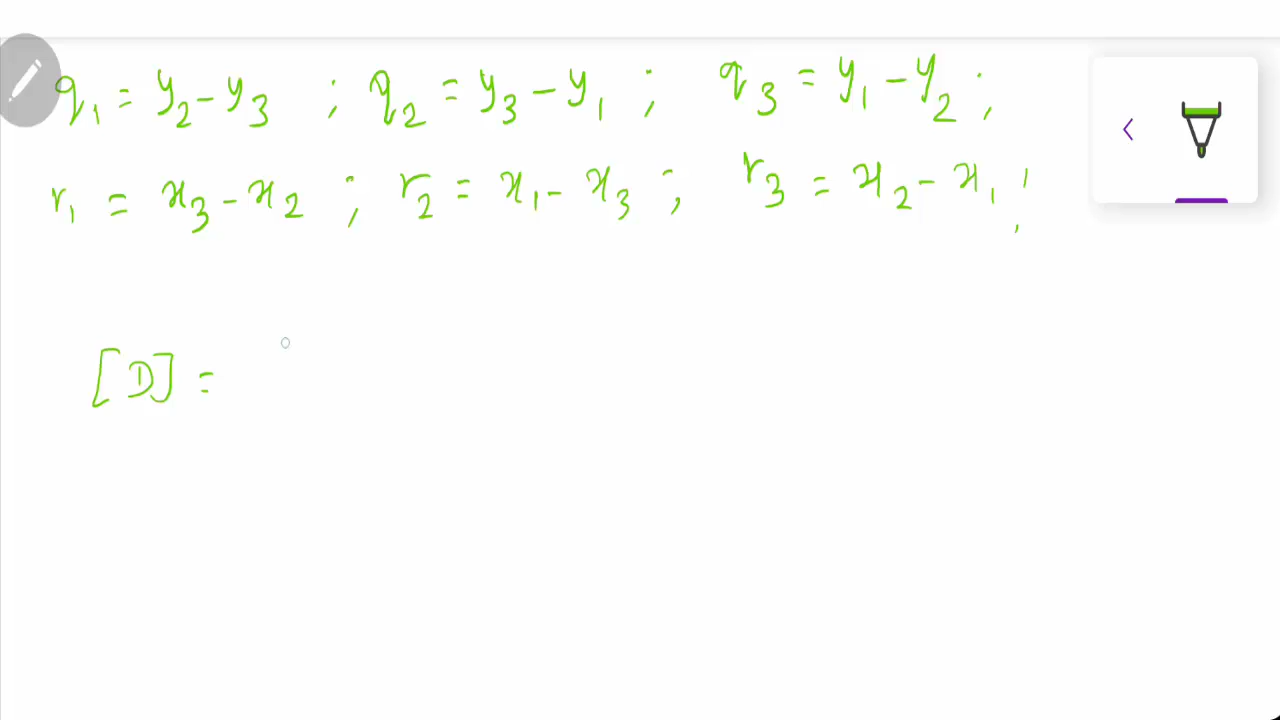 q₁ = y₂ - y₃ ; q₂ = y₃ - y₁ ; q₃ = y₁ - y₂ ;
r₁ = x₃ - x₂ ; r₂ = x₁ - x₃ ; r₃ = x₂ - x₁ ;
[D] =